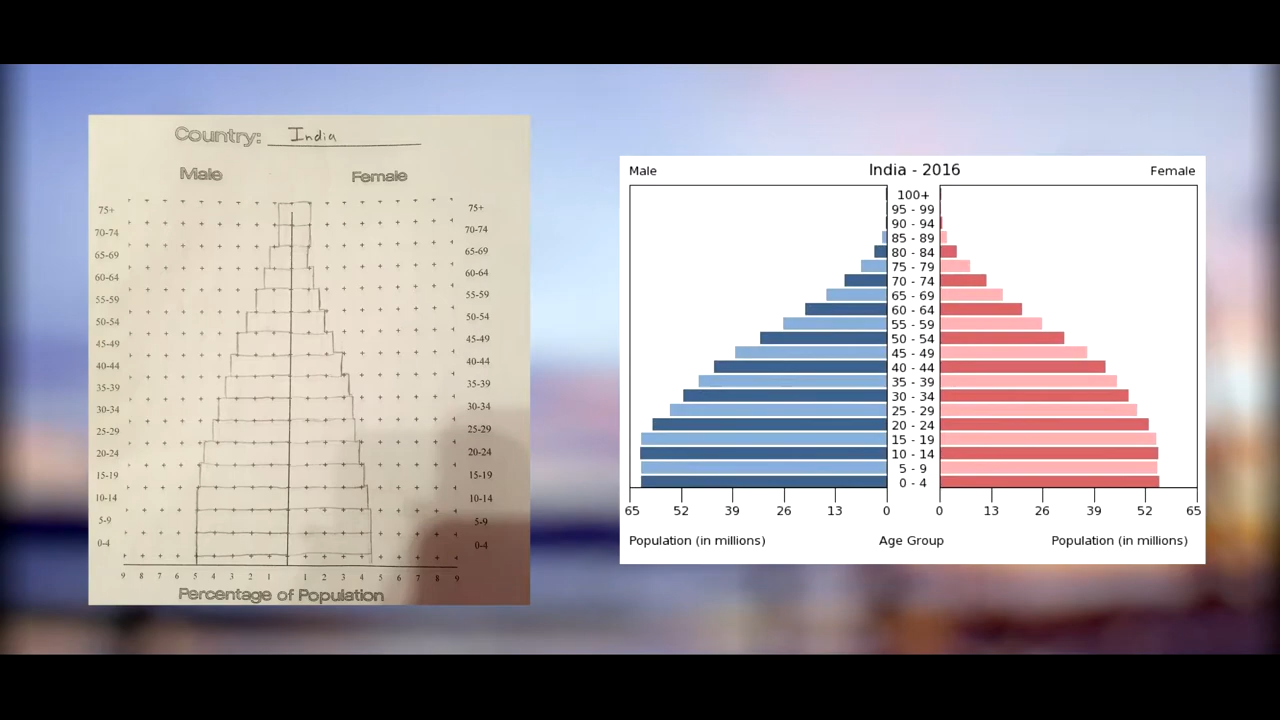 Country: India
Male Female
75+ 75+
70-74 70-74
65-69 65-69
60-64 60-64
55-59 55-59
50-54 50-54
45-49 45-49
40-44 40-44
35-39 35-39
30-34 30-34
25-29 25-29
20-24 20-24
15-19 15-19
10-14 10-14
5-9 5-9
0-4 0-4
9 8 7 6 5 4 3 2 1 1 2 3 4 5 6 7 8 9
Percentage of Population
Male India - 2016 Female
100+
95 - 99
90 - 94
85 - 89
80 - 84
75 - 79
70 - 74
65 - 69
60 - 64
55 - 59
50 - 54
45 - 49
40 - 44
35 - 39
30 - 34
25 - 29
20 - 24
15 - 19
10 - 14
5 - 9
0 - 4
65 52 39 26 13 0 0 13 26 39 52 65
Population (in millions) Age Group Population (in millions)